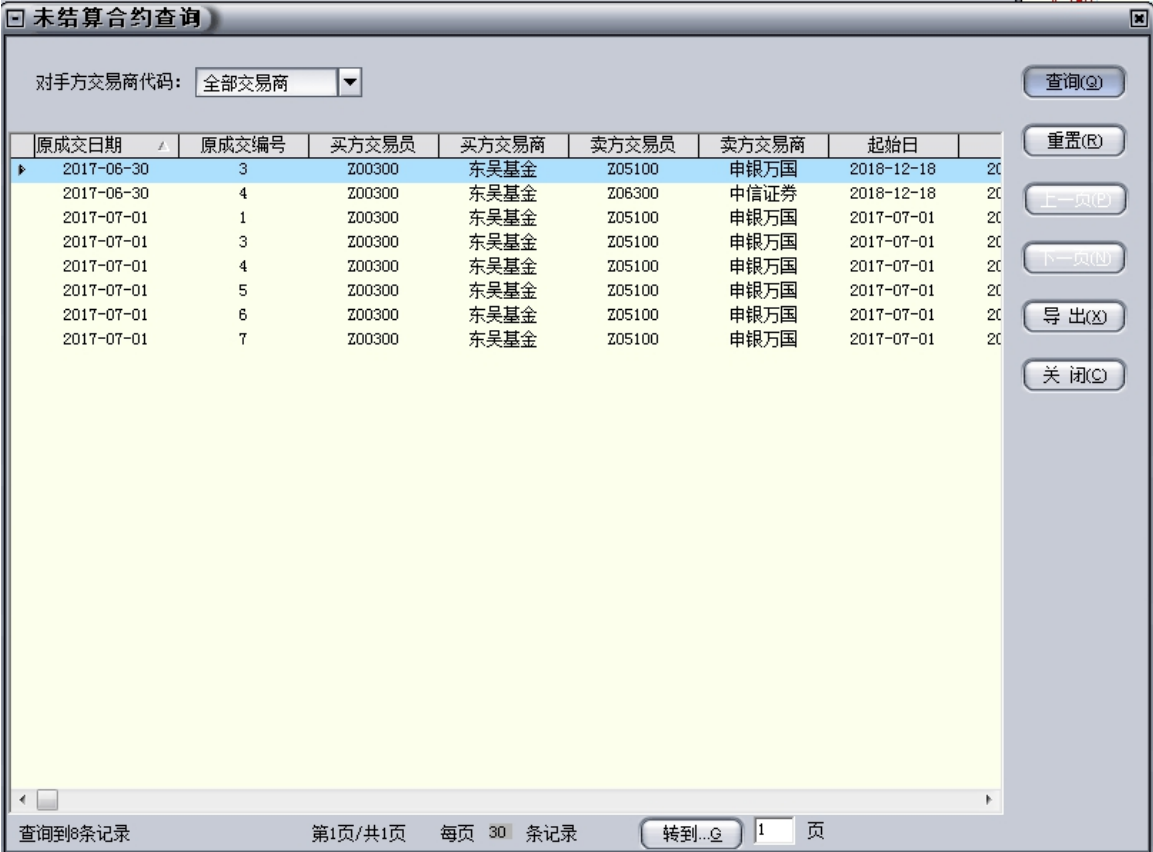 未结算合约查询
对手方交易商代码： 全部交易商 查询(Q)
重置(R)
上一页(P)
下一页(N)
导 出(X)
关 闭(C)
原成交日期 原成交编号 买方交易员 买方交易商 卖方交易员 卖方交易商 起始日
2017-06-30 3 Z00300 东吴基金 Z05100 申银万国 2018-12-18 20
2017-06-30 4 Z00300 东吴基金 Z06300 中信证券 2018-12-18 20
2017-07-01 1 Z00300 东吴基金 Z05100 申银万国 2017-07-01 20
2017-07-01 3 Z00300 东吴基金 Z05100 申银万国 2017-07-01 20
2017-07-01 4 Z00300 东吴基金 Z05100 申银万国 2017-07-01 20
2017-07-01 5 Z00300 东吴基金 Z05100 申银万国 2017-07-01 20
2017-07-01 6 Z00300 东吴基金 Z05100 申银万国 2017-07-01 20
2017-07-01 7 Z00300 东吴基金 Z05100 申银万国 2017-07-01 20
查询到8条记录 第1页/共1页 每页 30 条记录 转到...G 1 页